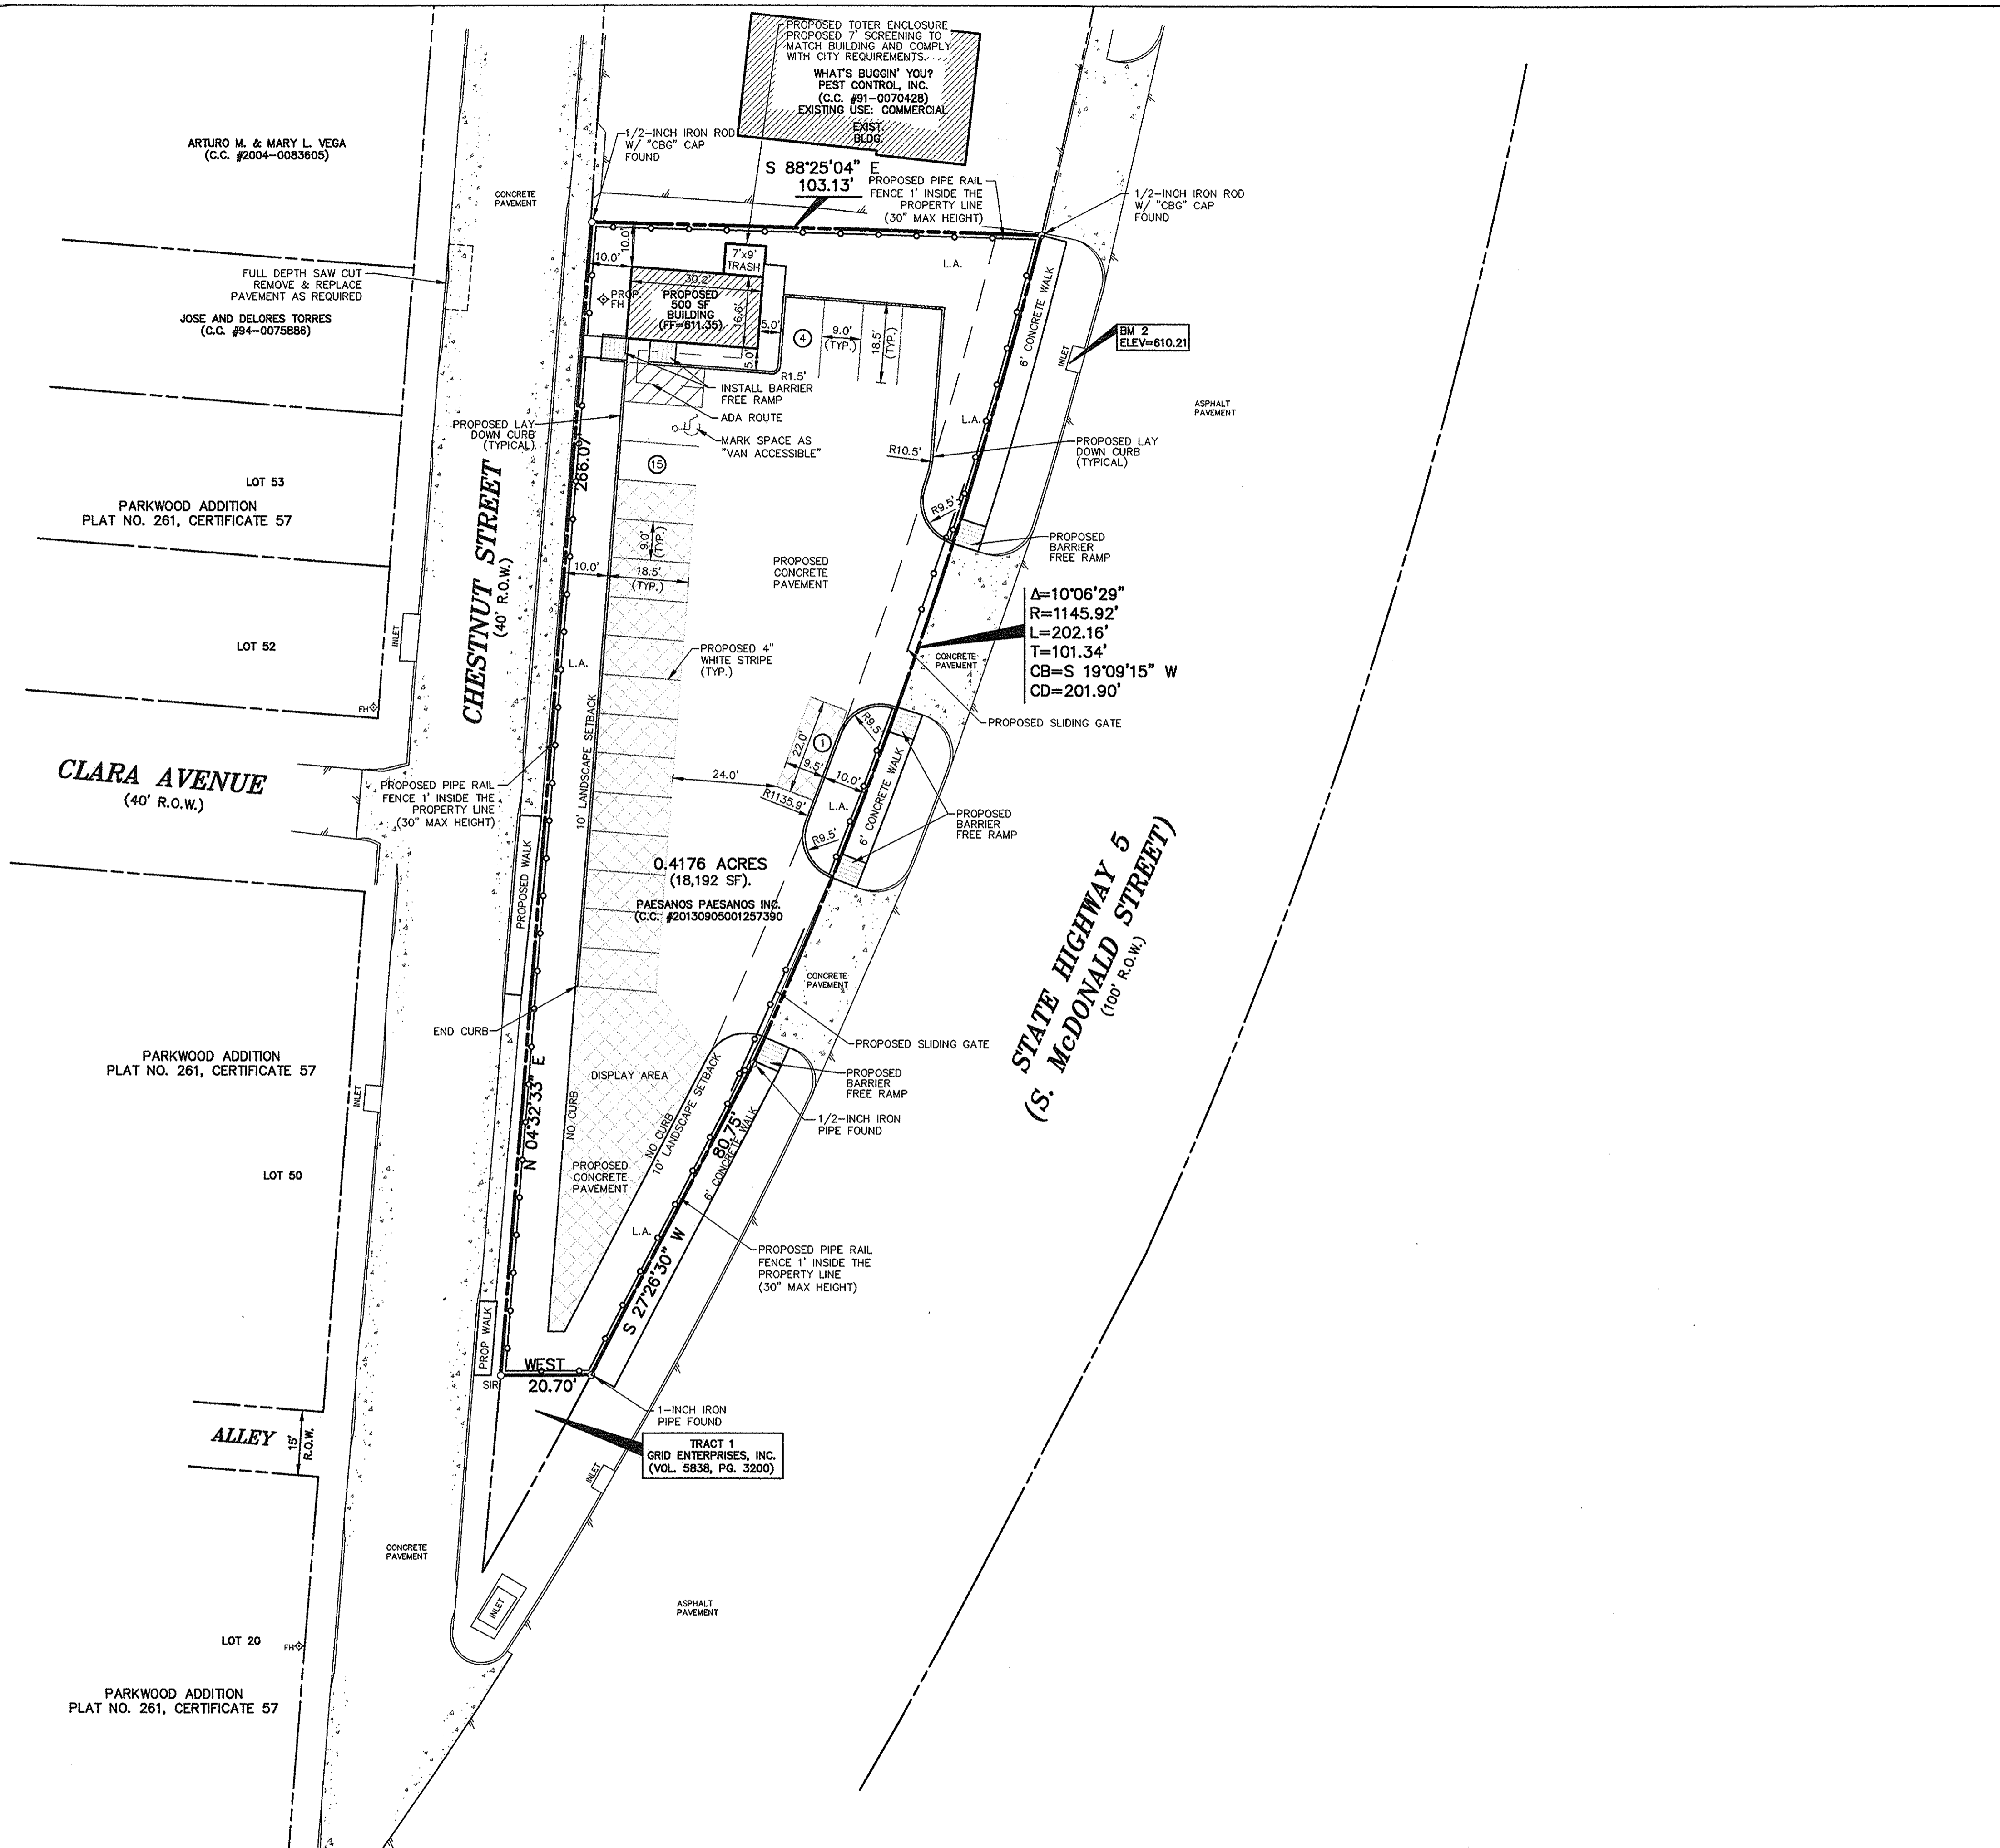 PROPOSED TOTER ENCLOSURE
PROPOSED 7' SCREENING TO
MATCH BUILDING AND COMPLY
WITH CITY REQUIREMENTS.
WHAT'S BUGGIN' YOU?
PEST CONTROL, INC.
(C.C. #91-0070428)
EXISTING USE: COMMERCIAL
EXIST.
BLDG.
ARTURO M. & MARY L. VEGA
(C.C. #2004-0083605)
1/2-INCH IRON ROD
W/ "CBG" CAP
FOUND
CONCRETE
PAVEMENT
S 88°25'04" E
103.13'
PROPOSED PIPE RAIL
FENCE 1' INSIDE THE
PROPERTY LINE
(30" MAX HEIGHT)
1/2-INCH IRON ROD
W/ "CBG" CAP
FOUND
FULL DEPTH SAW CUT
REMOVE & REPLACE
PAVEMENT AS REQUIRED
JOSE AND DELORES TORRES
(C.C. #94-0075886)
10.0'
10.0'
7'x9'
TRASH
30.2'
PROPOSED
500 SF
BUILDING
(FF=611.35)
16.6'
PROP.
FH
5.0'
5.0'
R1.5'
4
9.0'
(TYP.)
18.5'
(TYP.)
L.A.
6' CONCRETE WALK
INLET
BM 2
ELEV=610.21
ASPHALT
PAVEMENT
INSTALL BARRIER
FREE RAMP
ADA ROUTE
MARK SPACE AS
"VAN ACCESSIBLE"
PROPOSED LAY
DOWN CURB
(TYPICAL)
266.07'
15
L.A.
R10.5'
PROPOSED LAY
DOWN CURB
(TYPICAL)
R9.5'
PROPOSED
BARRIER
FREE RAMP
LOT 53
PARKWOOD ADDITION
PLAT NO. 261, CERTIFICATE 57
CHESTNUT STREET
(40' R.O.W.)
9.0'
(TYP.)
10.0'
18.5'
(TYP.)
PROPOSED
CONCRETE
PAVEMENT
Δ=10°06'29"
R=1145.92'
L=202.16'
T=101.34'
CB=S 19°09'15" W
CD=201.90'
LOT 52
INLET
FH
L.A.
PROPOSED 4"
WHITE STRIPE
(TYP.)
CONCRETE
PAVEMENT
PROPOSED SLIDING GATE
10' LANDSCAPE SETBACK
CLARA AVENUE
(40' R.O.W.)
PROPOSED PIPE RAIL
FENCE 1' INSIDE THE
PROPERTY LINE
(30" MAX HEIGHT)
24.0'
22.0'
1
9.5'
10.0'
R9.5'
R1135.9'
L.A.
R9.5'
6' CONCRETE WALK
PROPOSED
BARRIER
FREE RAMP
PROPOSED WALK
0.4176 ACRES
(18,192 SF).
PAESANOS PAESANOS INC.
(C.C. #20130905001257390
STATE HIGHWAY 5
(S. McDONALD STREET)
(100' R.O.W.)
CONCRETE
PAVEMENT
END CURB
PROPOSED SLIDING GATE
PARKWOOD ADDITION
PLAT NO. 261, CERTIFICATE 57
INLET
DISPLAY AREA
NO CURB
NO CURB
10' LANDSCAPE SETBACK
PROPOSED
BARRIER
FREE RAMP
1/2-INCH IRON
PIPE FOUND
N 04°32'33" E
80.75'
6' CONCRETE WALK
LOT 50
PROPOSED
CONCRETE
PAVEMENT
L.A.
S 27°26'30" W
PROPOSED PIPE RAIL
FENCE 1' INSIDE THE
PROPERTY LINE
(30" MAX HEIGHT)
PROP WALK
SIR
WEST
20.70'
1-INCH IRON
PIPE FOUND
ALLEY
15'
R.O.W.
TRACT 1
GRID ENTERPRISES, INC.
(VOL. 5838, PG. 3200)
INLET
CONCRETE
PAVEMENT
INLET
ASPHALT
PAVEMENT
LOT 20
FH
PARKWOOD ADDITION
PLAT NO. 261, CERTIFICATE 57